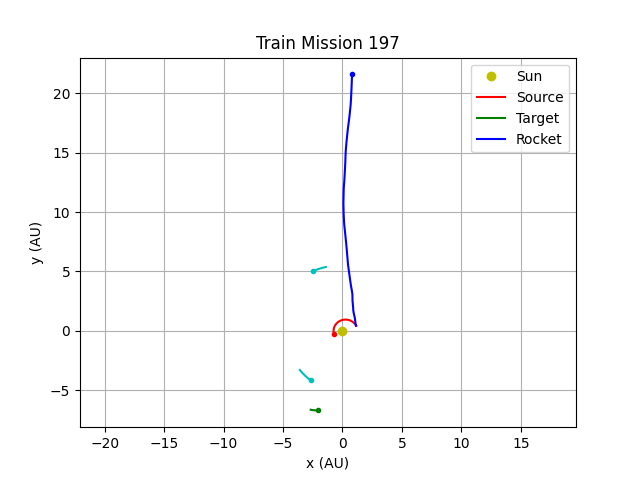 Train Mission 197
Sun
Source
Target
Rocket
20
15
10
5
0
−5
y (AU)
−20 −15 −10 −5 0 5 10 15
x (AU)